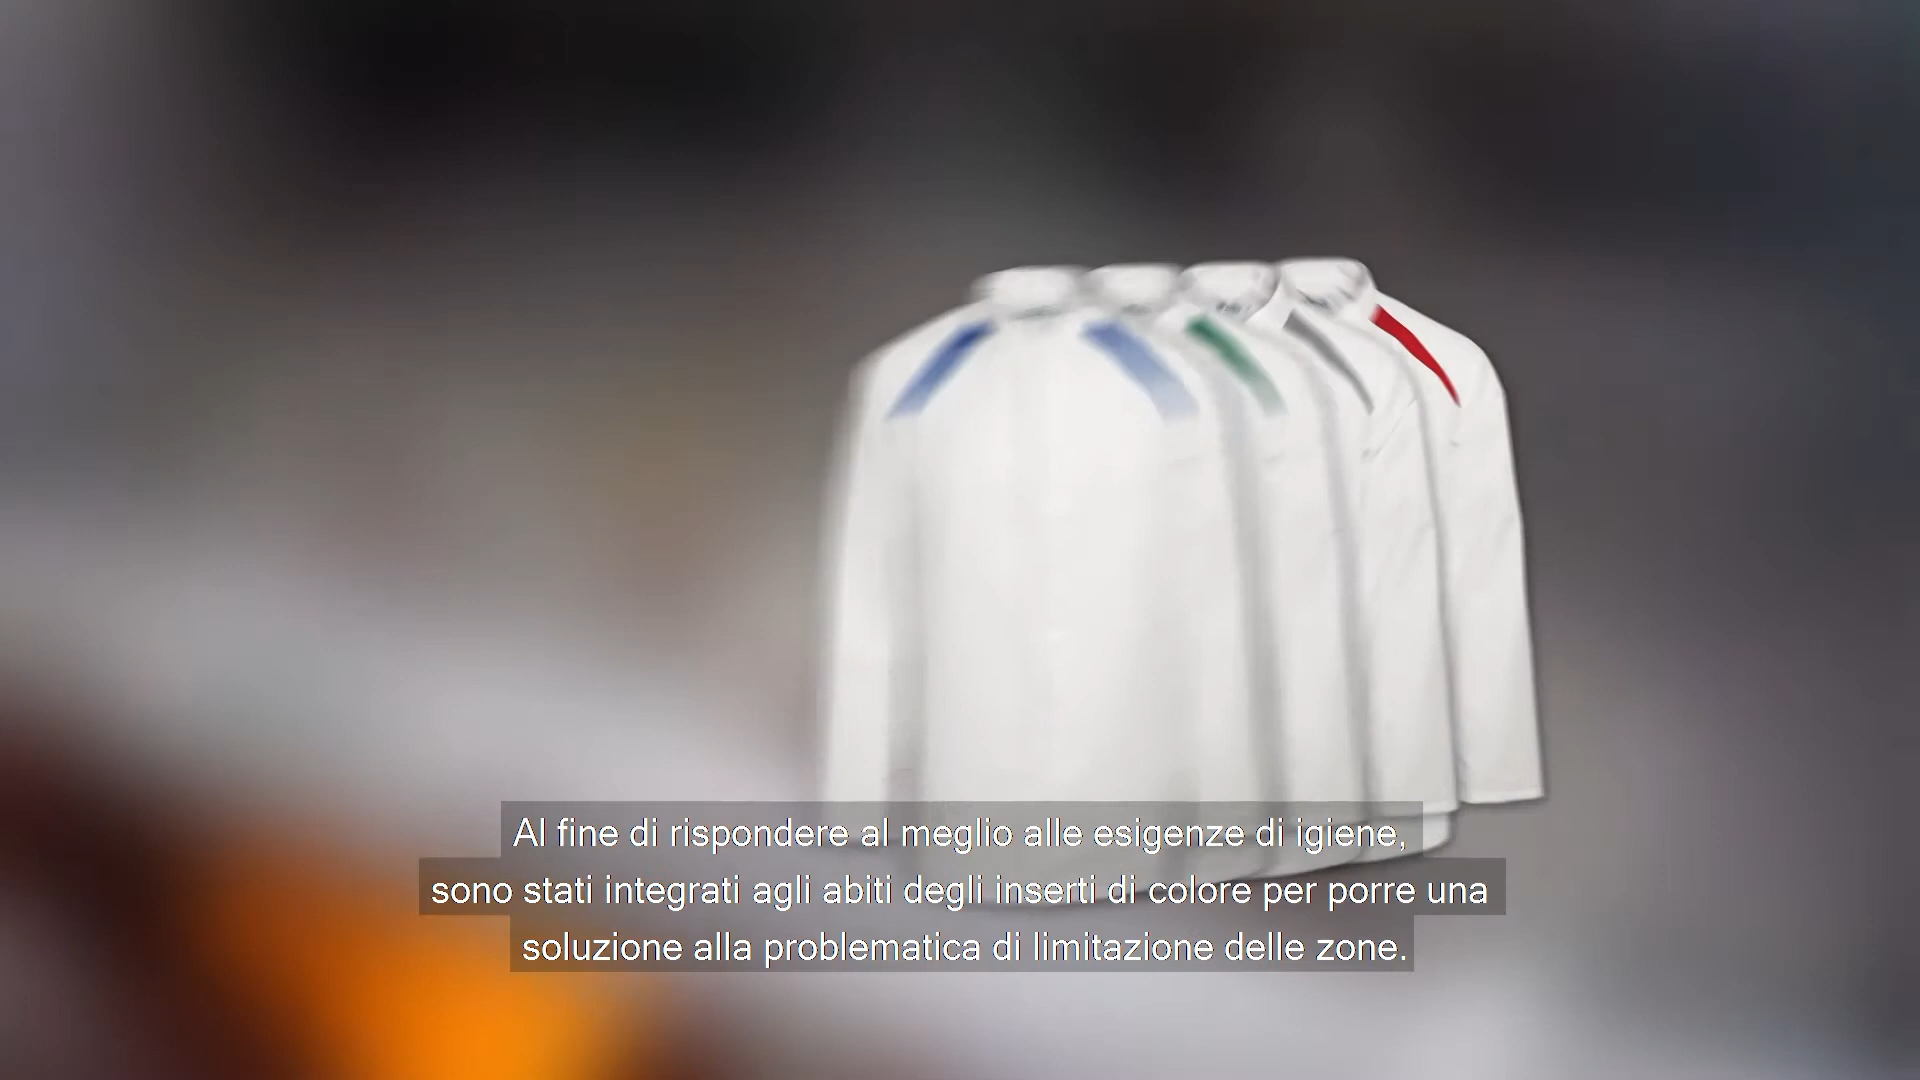 Al fine di rispondere al meglio alle esigenze di igiene,
sono stati integrati agli abiti degli inserti di colore per porre una
soluzione alla problematica di limitazione delle zone.